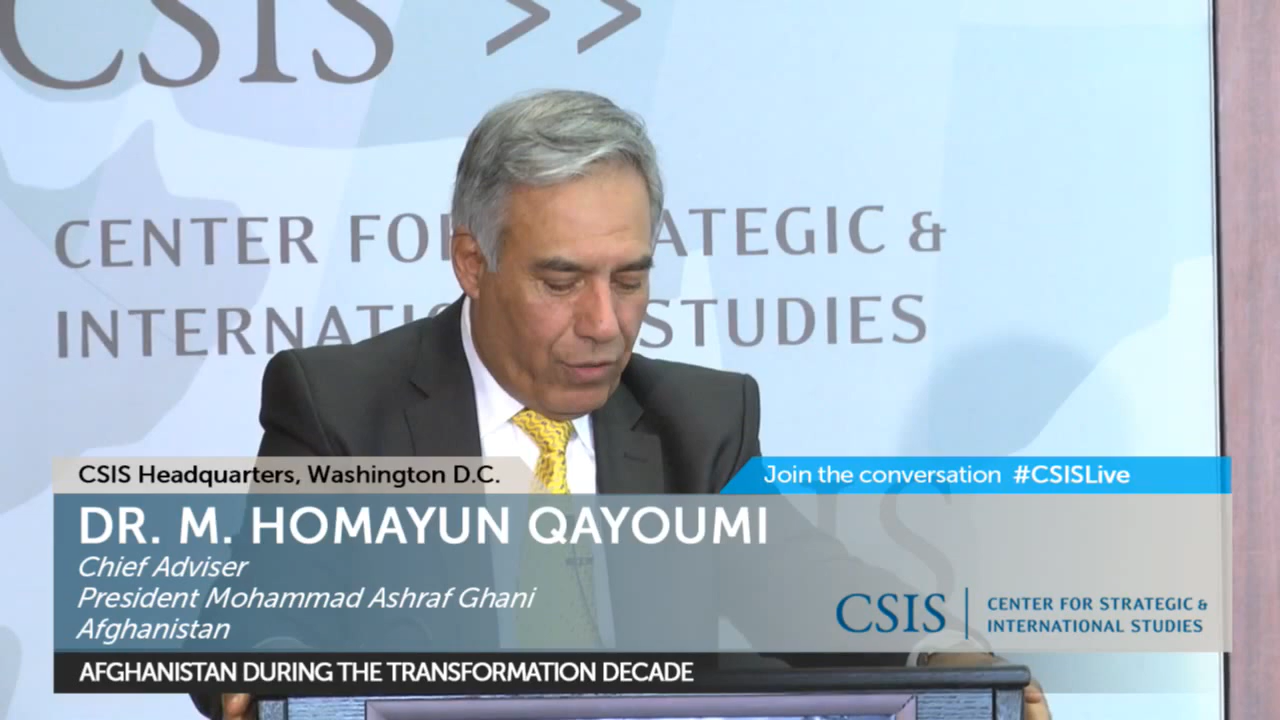 CSIS >>
CENTER FOR STRATEGIC &
INTERNATIONAL STUDIES
CSIS Headquarters, Washington D.C.
Join the conversation #CSISLive
DR. M. HOMAYUN QAYOUMI
Chief Adviser
President Mohammad Ashraf Ghani
Afghanistan
CSIS
CENTER FOR STRATEGIC &
INTERNATIONAL STUDIES
AFGHANISTAN DURING THE TRANSFORMATION DECADE